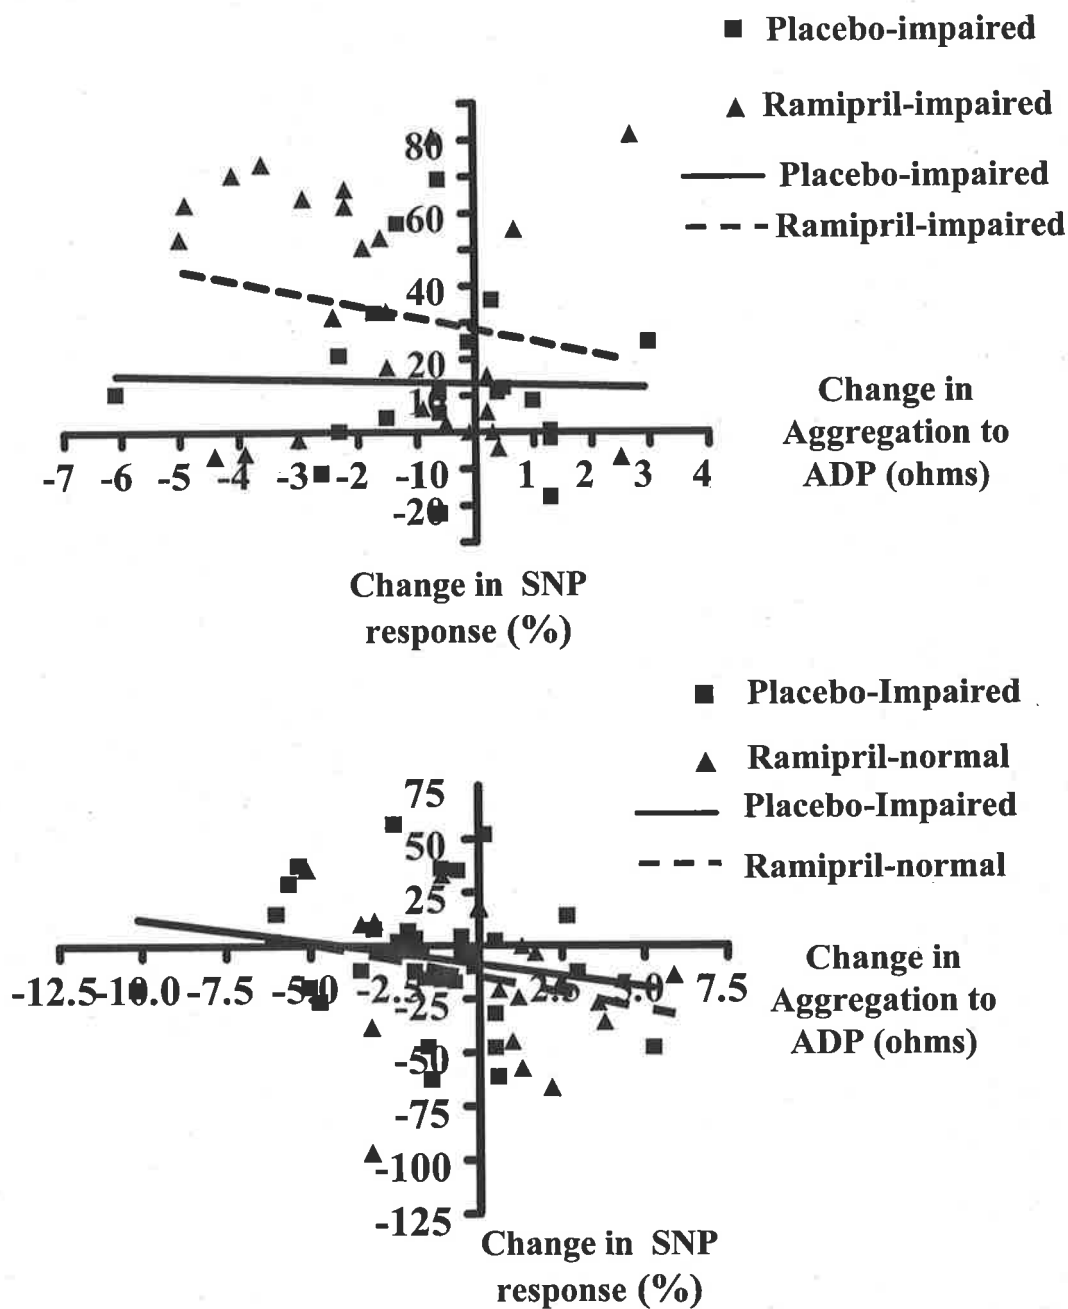 Placebo-impaired
Ramipril-impaired
Placebo-impaired
Ramipril-impaired
80
60
40
20
10
-7 -6 -5 -4 -3 -2 -10 1 2 3 4
-20
Change in
Aggregation to
ADP (ohms)
Change in SNP
response (%)
Placebo-Impaired
Ramipril-normal
Placebo-Impaired
Ramipril-normal
75
50
25
-12.5 -10.0 -7.5 -5.0 -2.5 2.5 5.0 7.5
-25
-50
-75
-100
-125
Change in
Aggregation to
ADP (ohms)
Change in SNP
response (%)